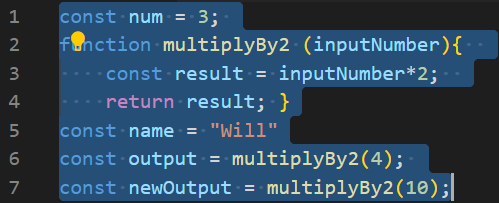 1 const num = 3;
2 function multiplyBy2 (inputNumber){
3     const result = inputNumber*2;
4     return result; }
5 const name = "Will"
6 const output = multiplyBy2(4);
7 const newOutput = multiplyBy2(10);